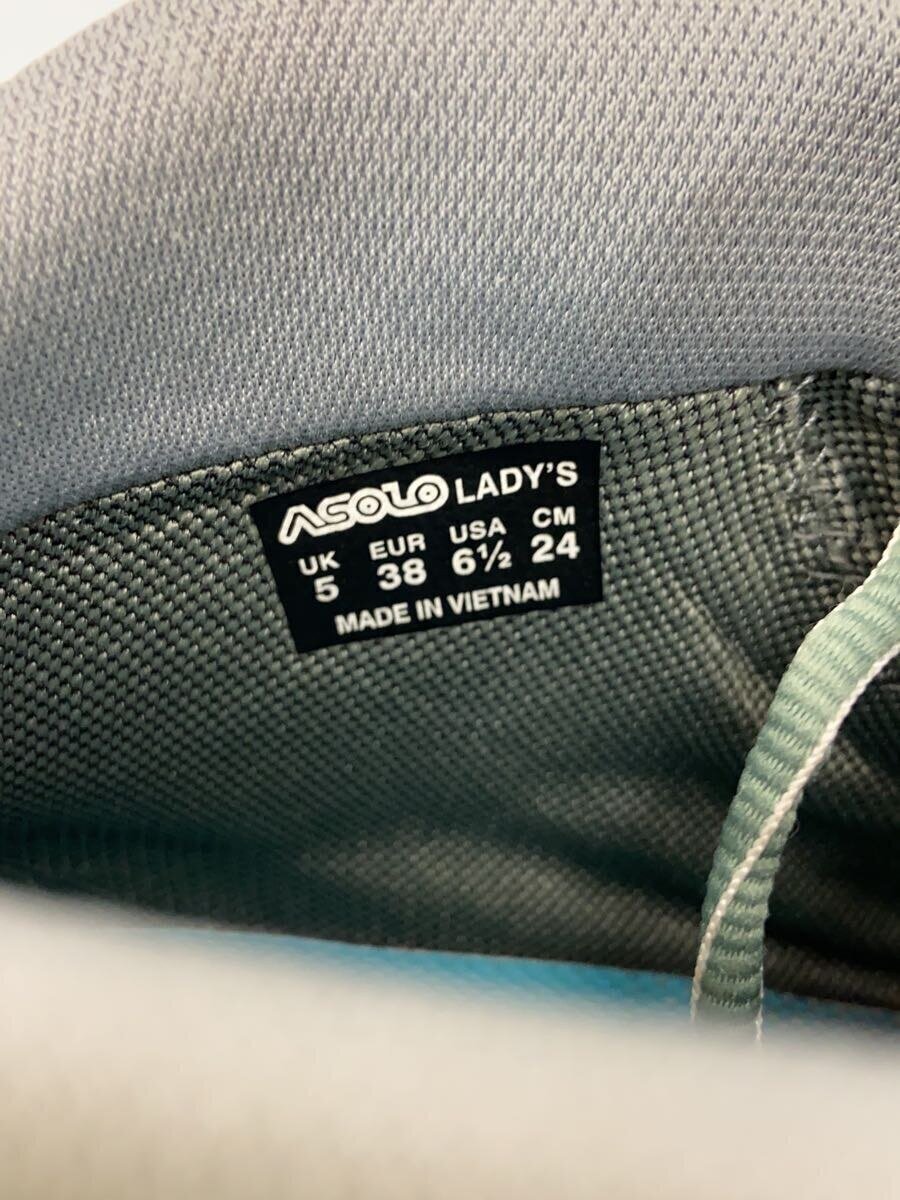 ASOLO LADY'S
UK EUR USA CM
5 38 6½ 24
MADE IN VIETNAM